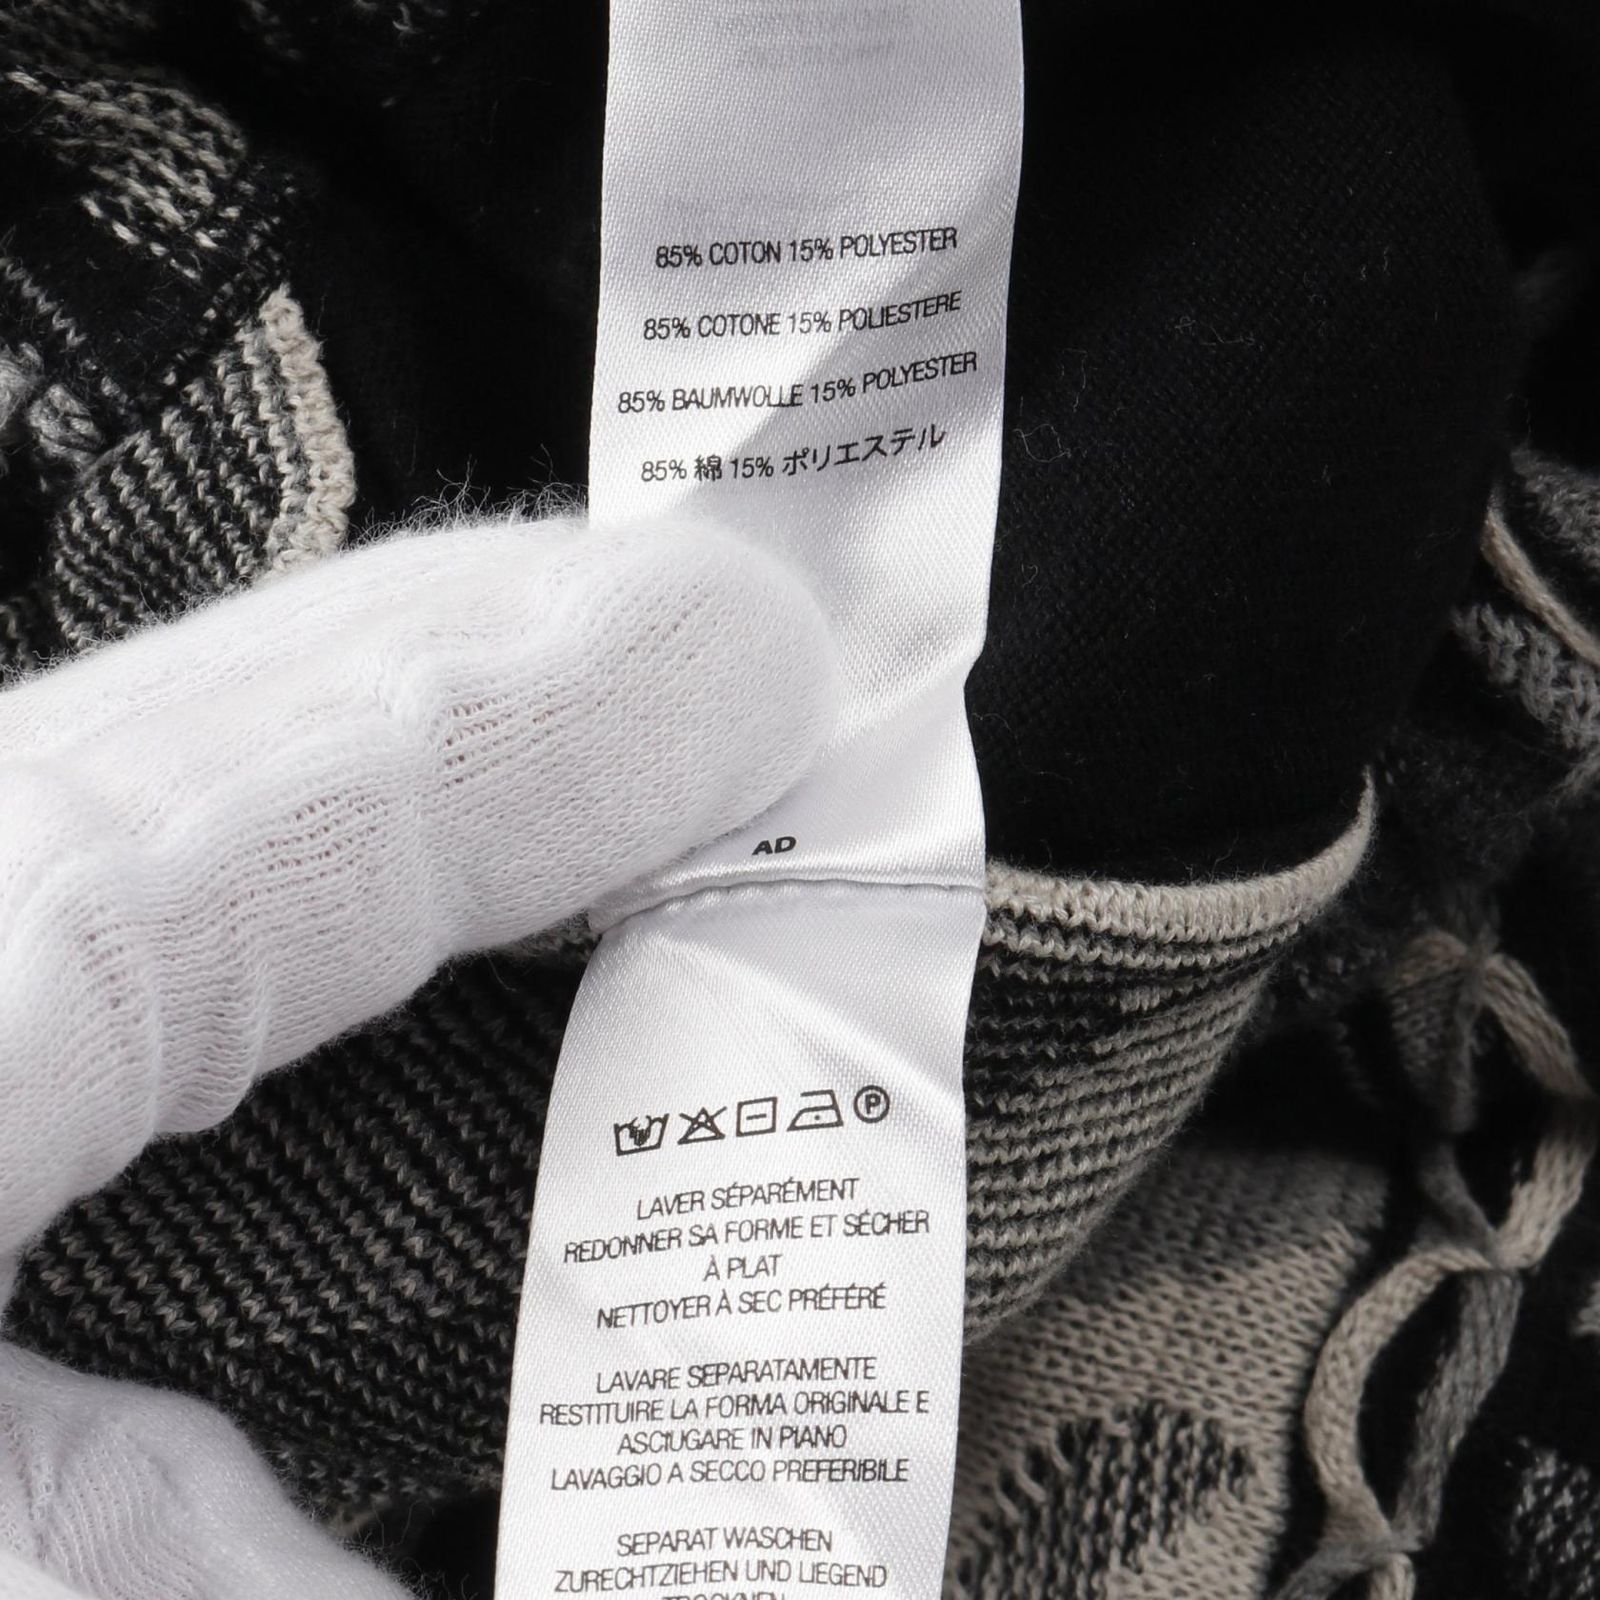 85% COTON 15% POLYESTER
85% COTONE 15% POLIESTERE
85% BAUMWOLLE 15% POLYESTER
85% 綿 15% ポリエステル
AD
P
LAVER SÉPARÉMENT
REDONNER SA FORME ET SÉCHER
À PLAT
NETTOYER À SEC PRÉFÉRÉ
LAVARE SEPARATAMENTE
RESTITUIRE LA FORMA ORIGINALE E
ASCIUGARE IN PIANO
LAVAGGIO A SECCO PREFERIBILE
SEPARAT WASCHEN
ZURECHTZIEHEN UND LIEGEND
TROCKNEN